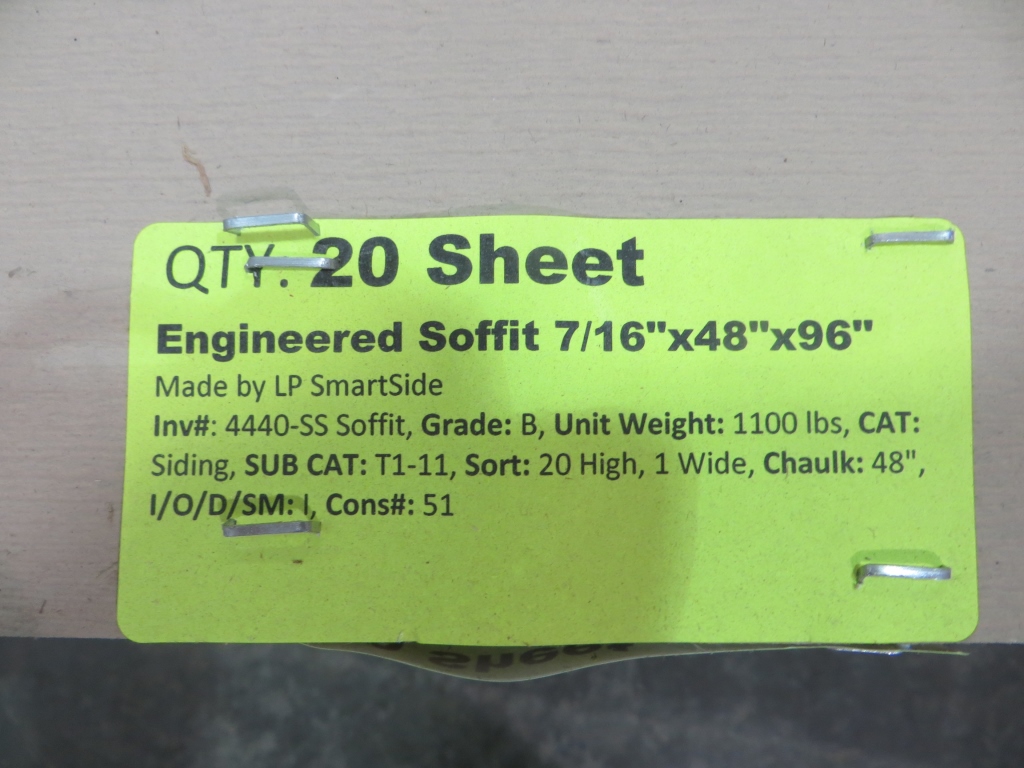 QTY: 20 Sheet
Engineered Soffit 7/16"x48"x96"
Made by LP SmartSide
Inv#: 4440-SS Soffit, Grade: B, Unit Weight: 1100 lbs, CAT:
Siding, SUB CAT: T1-11, Sort: 20 High, 1 Wide, Chaulk: 48",
I/O/D/SM: I, Cons#: 51
Sheet